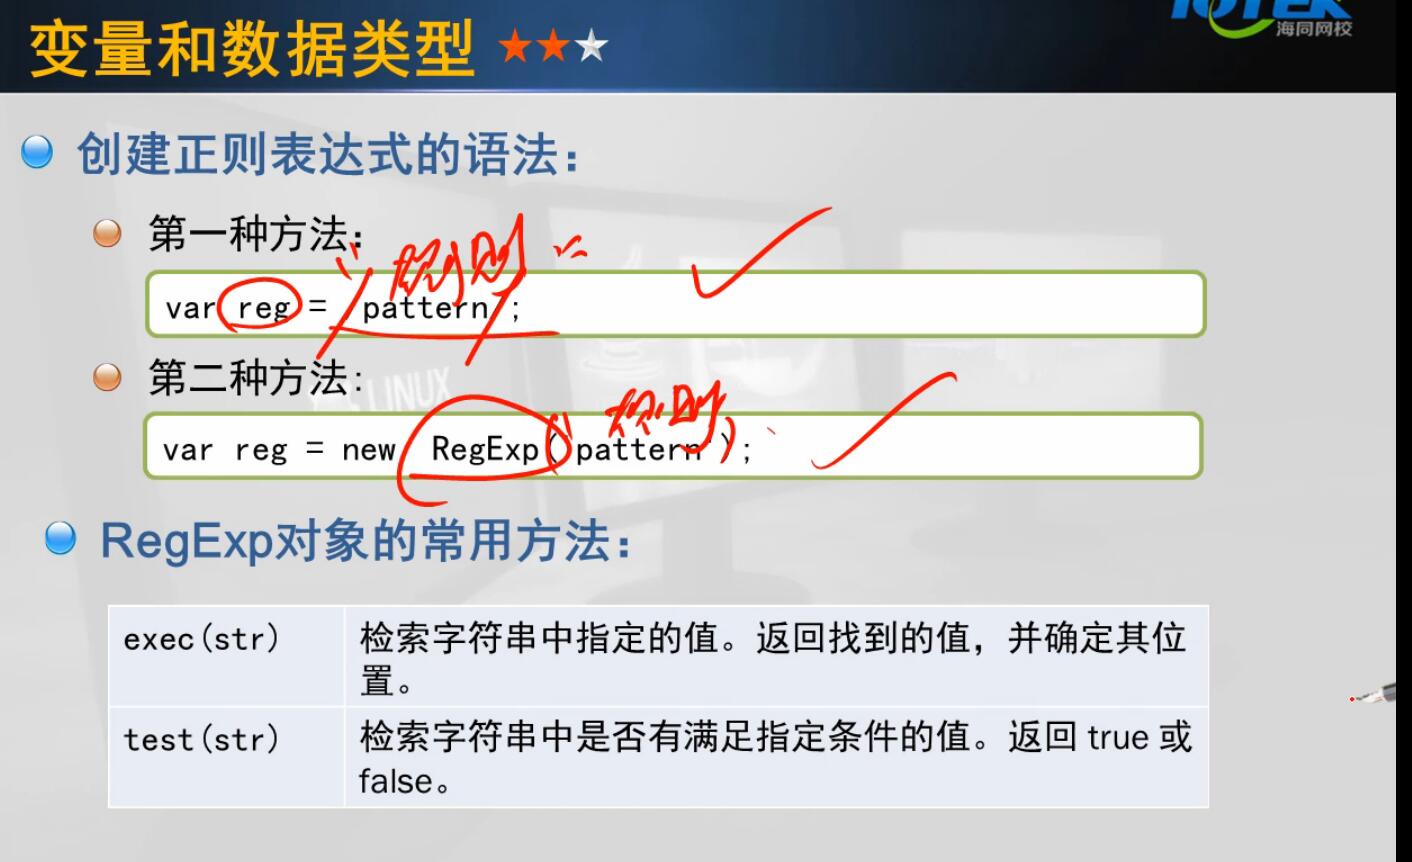 变量和数据类型
海同网校
创建正则表达式的语法：
第一种方法：
规则
var reg = /pattern/;
第二种方法：
LINUX
规则
var reg = new RegExp('pattern');
RegExp对象的常用方法：
exec(str)
检索字符串中指定的值。返回找到的值，并确定其位
置。
test(str)
检索字符串中是否有满足指定条件的值。返回 true 或
false。